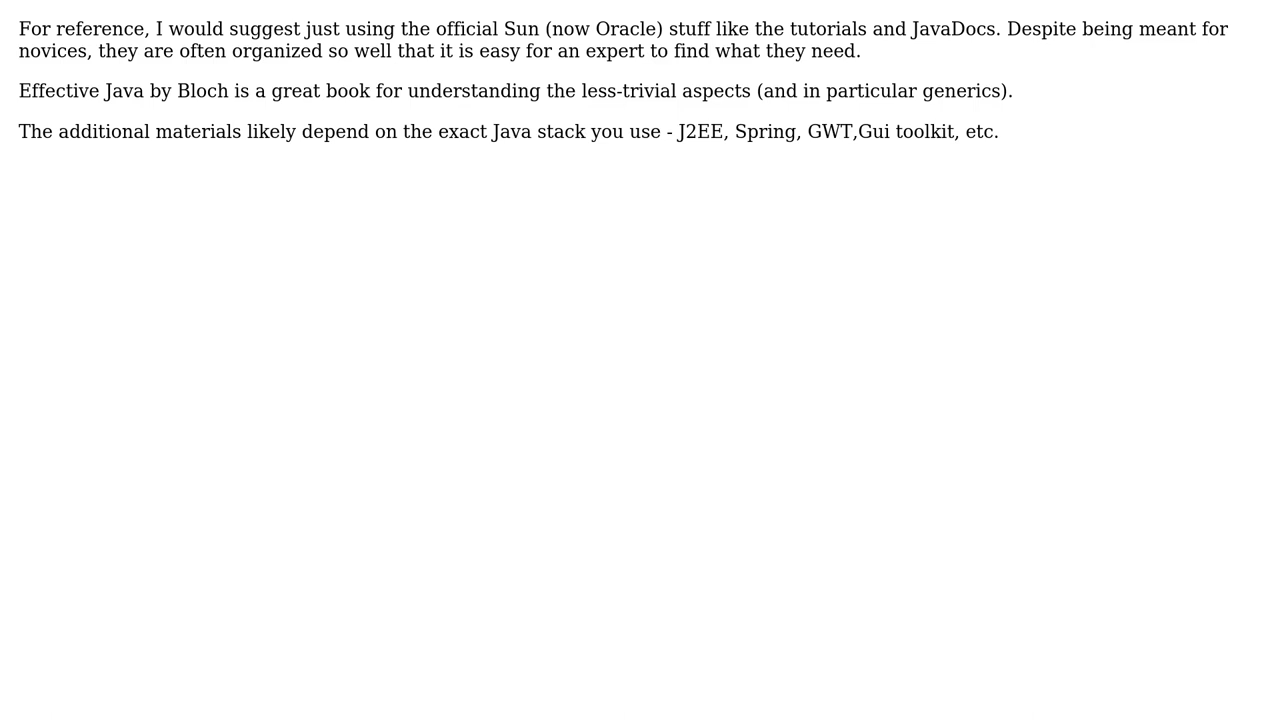 For reference, I would suggest just using the official Sun (now Oracle) stuff like the tutorials and JavaDocs. Despite being meant for
novices, they are often organized so well that it is easy for an expert to find what they need.
Effective Java by Bloch is a great book for understanding the less-trivial aspects (and in particular generics).
The additional materials likely depend on the exact Java stack you use - J2EE, Spring, GWT,Gui toolkit, etc.